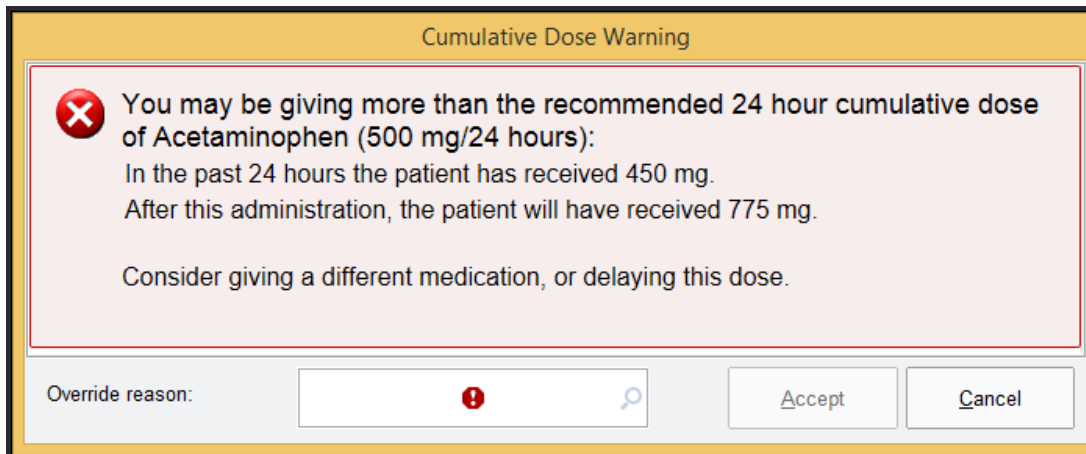 Cumulative Dose Warning
You may be giving more than the recommended 24 hour cumulative dose
of Acetaminophen (500 mg/24 hours):
In the past 24 hours the patient has received 450 mg.
After this administration, the patient will have received 775 mg.
Consider giving a different medication, or delaying this dose.
Override reason:
Accept
Cancel